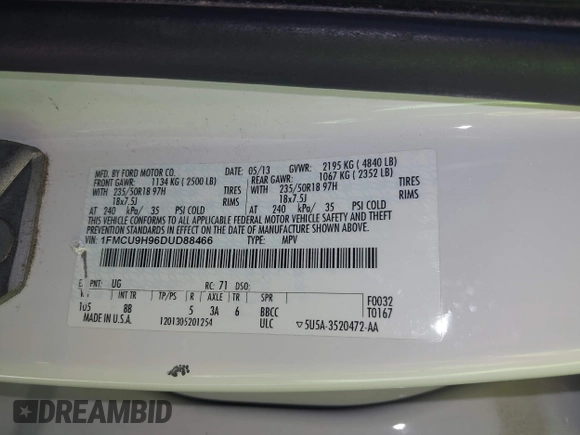 MFD. BY FORD MOTOR CO. DATE: 05/13 GVWR: 2195 KG (4840 LB)
FRONT GAWR: 1134 KG (2500 LB) REAR GAWR: 1067 KG (2352 LB)
WITH 235/50R18 97H TIRES WITH 235/50R18 97H TIRES
18x7.5J RIMS 18x7.5J RIMS
AT 240 kPa/ 35 PSI COLD AT 240 kPa/ 35 PSI COLD
THIS VEHICLE CONFORMS TO ALL APPLICABLE FEDERAL MOTOR VEHICLE SAFETY AND THEFT
PREVENTION STANDARDS IN EFFECT ON THE DATE OF MANUFACTURE SHOWN ABOVE.
VIN: 1FMCU9H96DUD88466 TYPE: MPV
PNT: UG RC: 71 DSO: F0032
INT TR TP/PS R AXLE TR SPR T0167
105 8B 5 3A 6 BBCC
MADE IN U.S.A. 1201305201254 ULC ▽5U5A-3520472-AA
DREAMBID